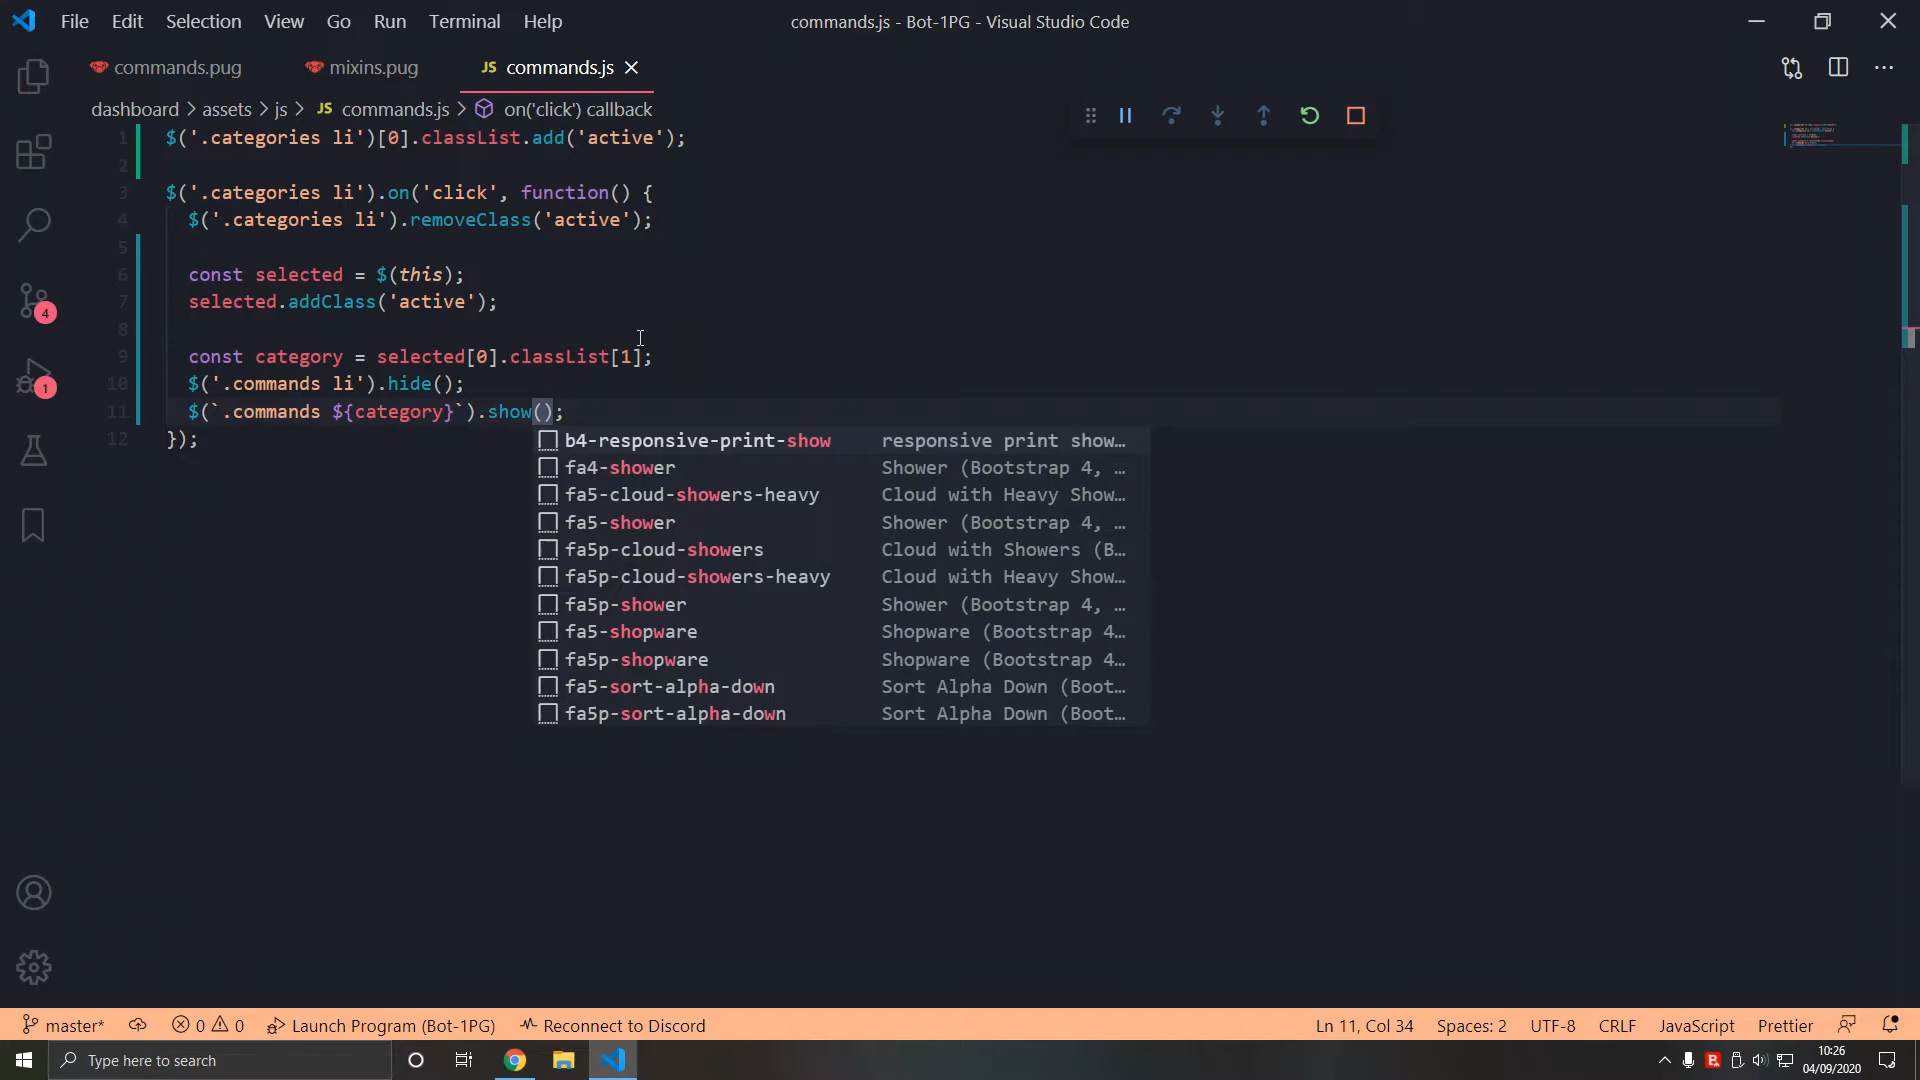 File Edit Selection View Go Run Terminal Help
commands.js - Bot-1PG - Visual Studio Code
commands.pug mixins.pug JS commands.js
dashboard > assets > js > JS commands.js > on('click') callback
1 $('.categories li')[0].classList.add('active');
2
3 $('.categories li').on('click', function() {
4 $('.categories li').removeClass('active');
5
6 const selected = $(this);
7 selected.addClass('active');
8
9 const category = selected[0].classList[1];
10 $('.commands li').hide();
11 $(`.commands ${category}`).show();
12 });
b4-responsive-print-show responsive print show…
fa4-shower Shower (Bootstrap 4, …
fa5-cloud-showers-heavy Cloud with Heavy Show…
fa5-shower Shower (Bootstrap 4, …
fa5p-cloud-showers Cloud with Showers (B…
fa5p-cloud-showers-heavy Cloud with Heavy Show…
fa5p-shower Shower (Bootstrap 4, …
fa5-shopware Shopware (Bootstrap 4…
fa5p-shopware Shopware (Bootstrap 4…
fa5-sort-alpha-down Sort Alpha Down (Boot…
fa5p-sort-alpha-down Sort Alpha Down (Boot…
4
1
master* 0 0 Launch Program (Bot-1PG) Reconnect to Discord Ln 11, Col 34 Spaces: 2 UTF-8 CRLF JavaScript Prettier
Type here to search
B
10:26
04/09/2020